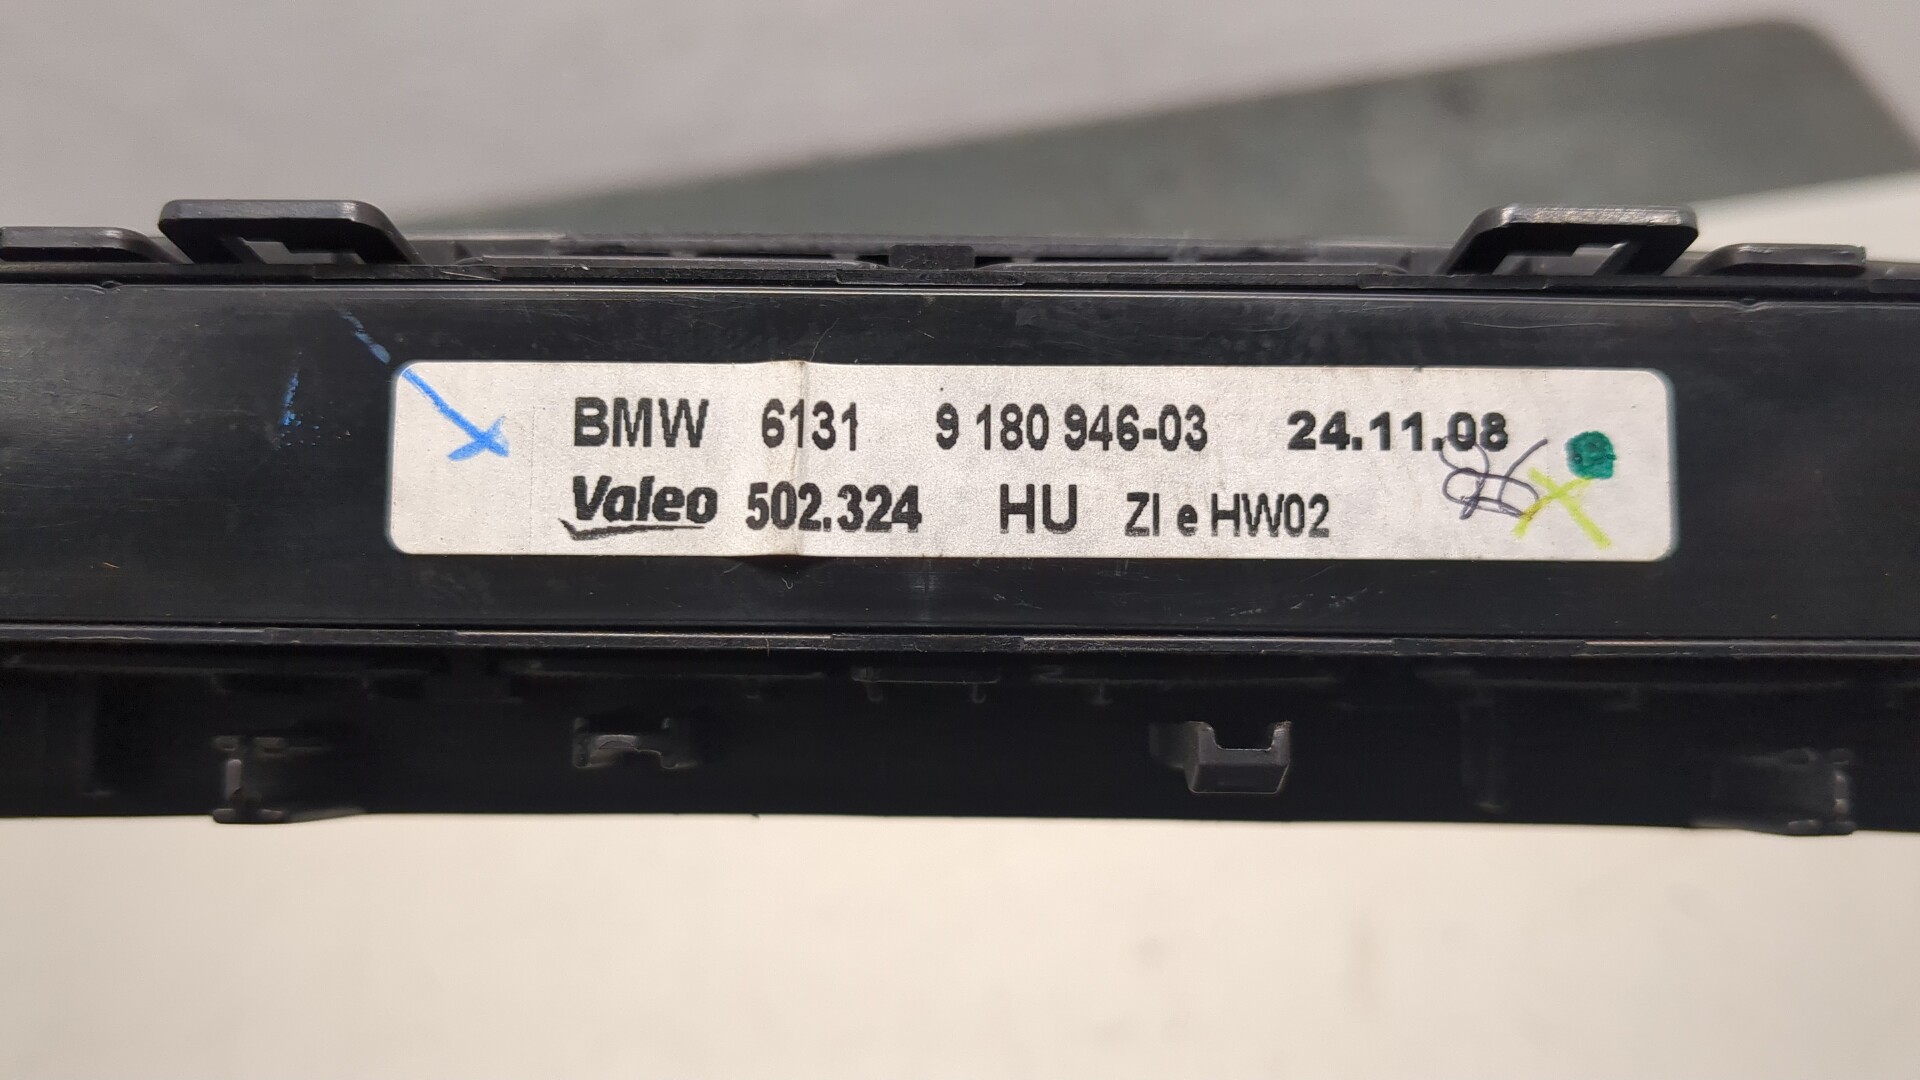 BMW 6131 9 180 946-03 24.11.08
Valeo 502.324 HU ZI e HW02